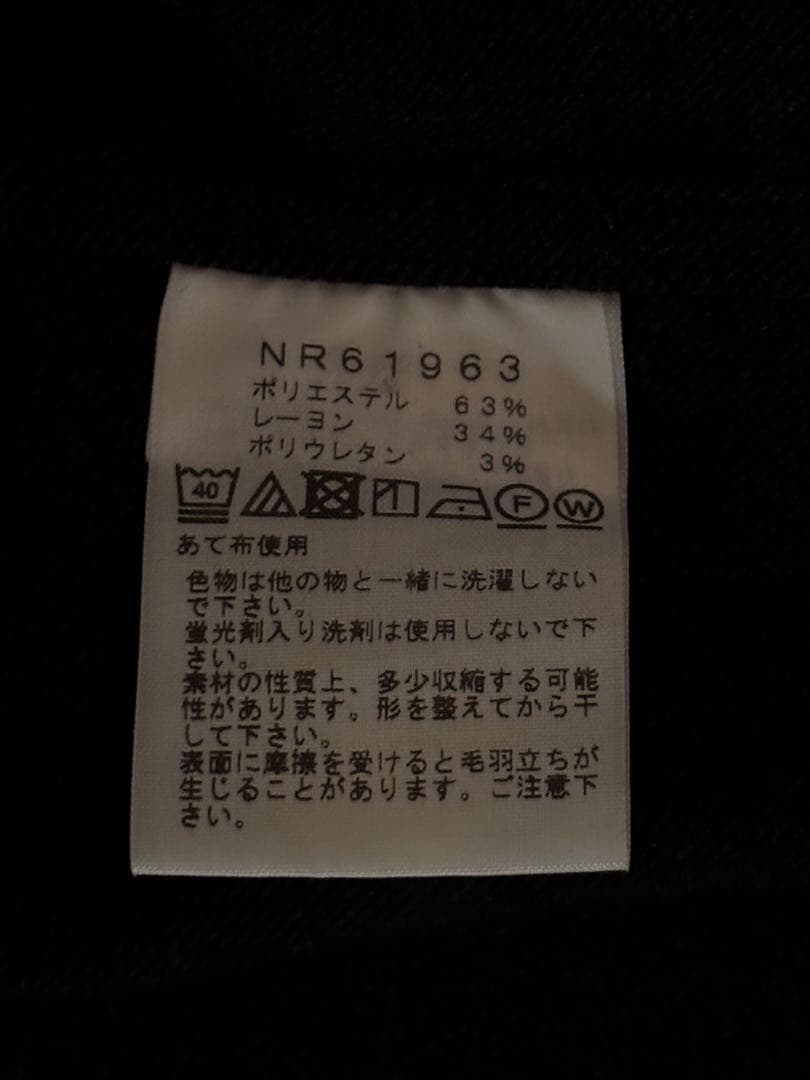 NR61963
ポリエステル 63%
レーヨン 34%
ポリウレタン 3%
40 F W
あて布使用
色物は他の物と一緒に洗濯しない
で下さい。
蛍光剤入り洗剤は使用しないで下
さい。
素材の性質上、多少収縮する可能
性があります。形を整えてから干
して下さい。
表面に摩擦を受けると毛羽立ちが
生じることがあります。ご注意下
さい。